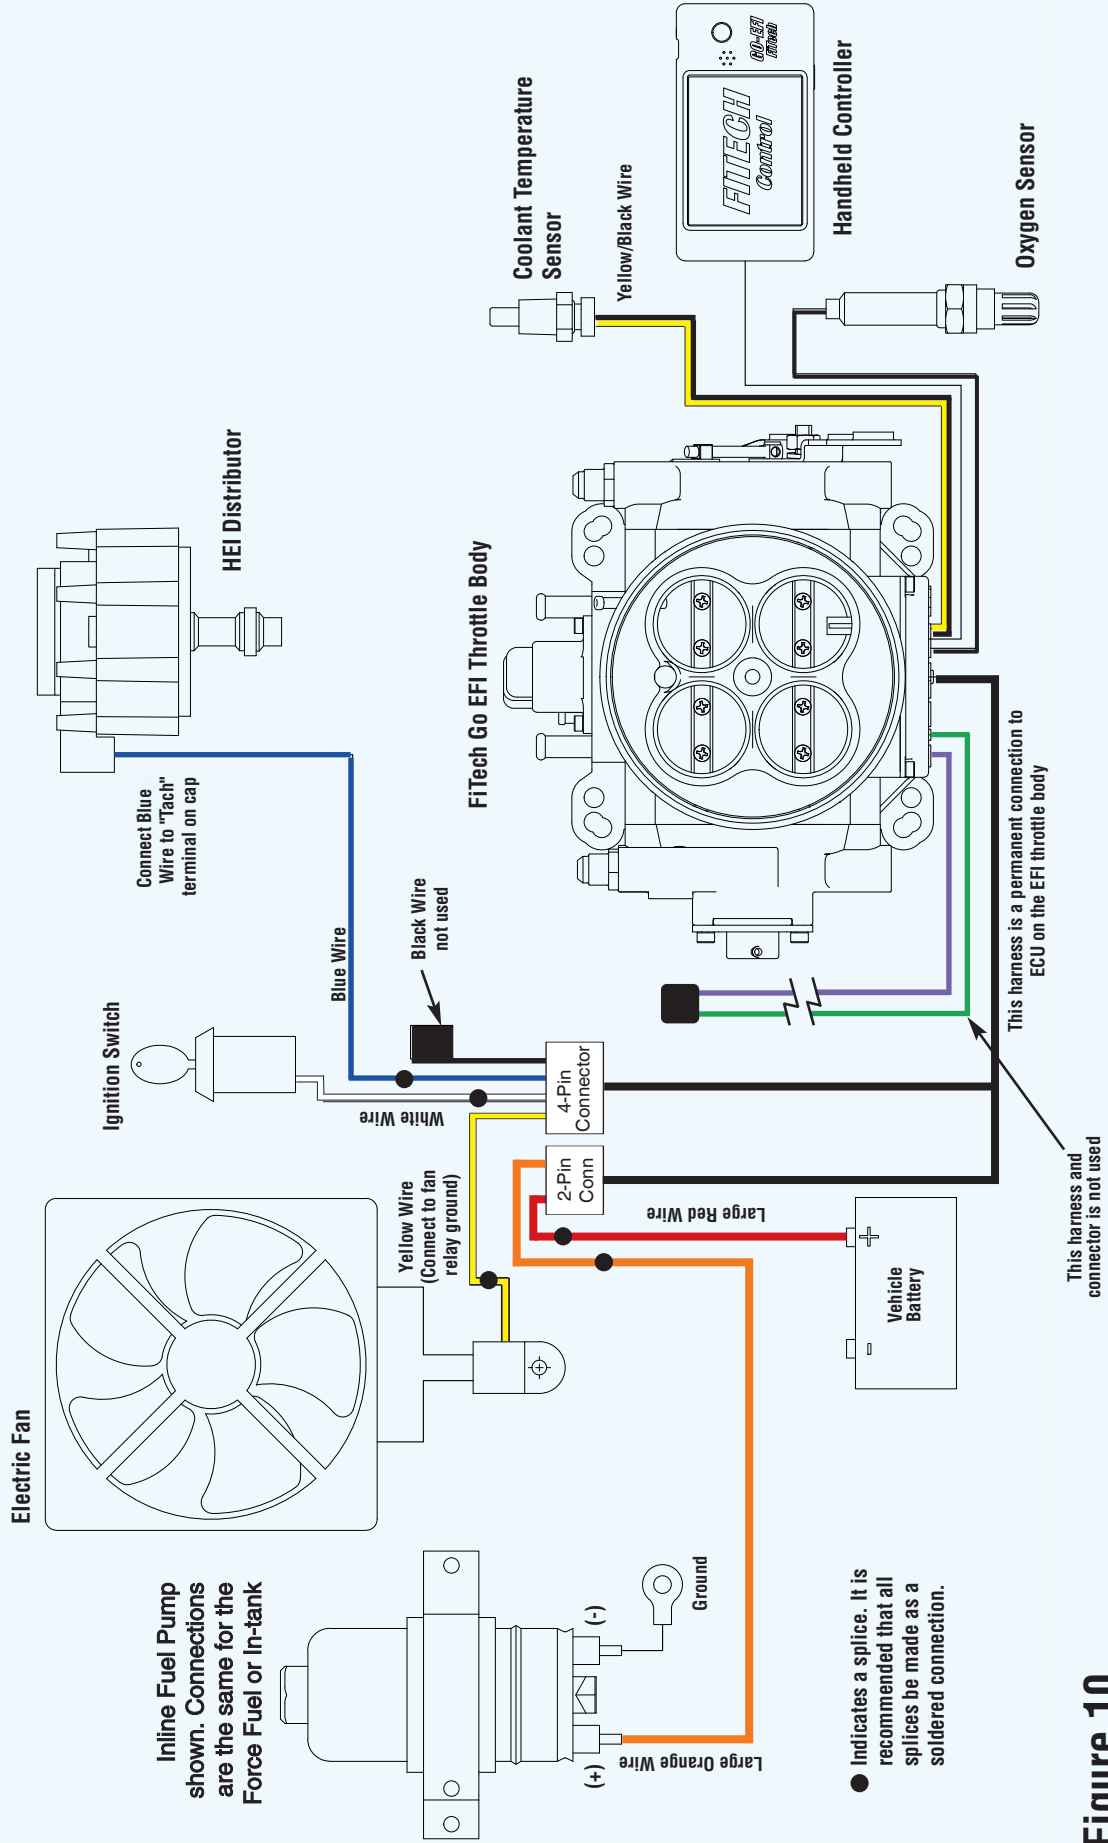 Electric Fan
Ignition Switch
HEI Distributor
Coolant Temperature
Sensor
Inline Fuel Pump
shown. Connections
are the same for the
Force Fuel or In-tank
Connect Blue
Wire to "Tach"
terminal on cap
Blue Wire
White Wire
Black Wire
not used
Yellow Wire
(Connect to fan
relay ground)
FiTech Go EFI Throttle Body
Yellow/Black Wire
4-Pin
Connector
2-Pin
Conn
(+)
(-)
Ground
Large Orange Wire
Large Red Wire
FITECH
Control
GO-EFI
FiTech
Handheld Controller
Oxygen Sensor
-
+
Vehicle
Battery
This harness is a permanent connection to
ECU on the EFI throttle body
This harness and
connector is not used
Indicates a splice. It is
recommended that all
splices be made as a
soldered connection.
Figure 10